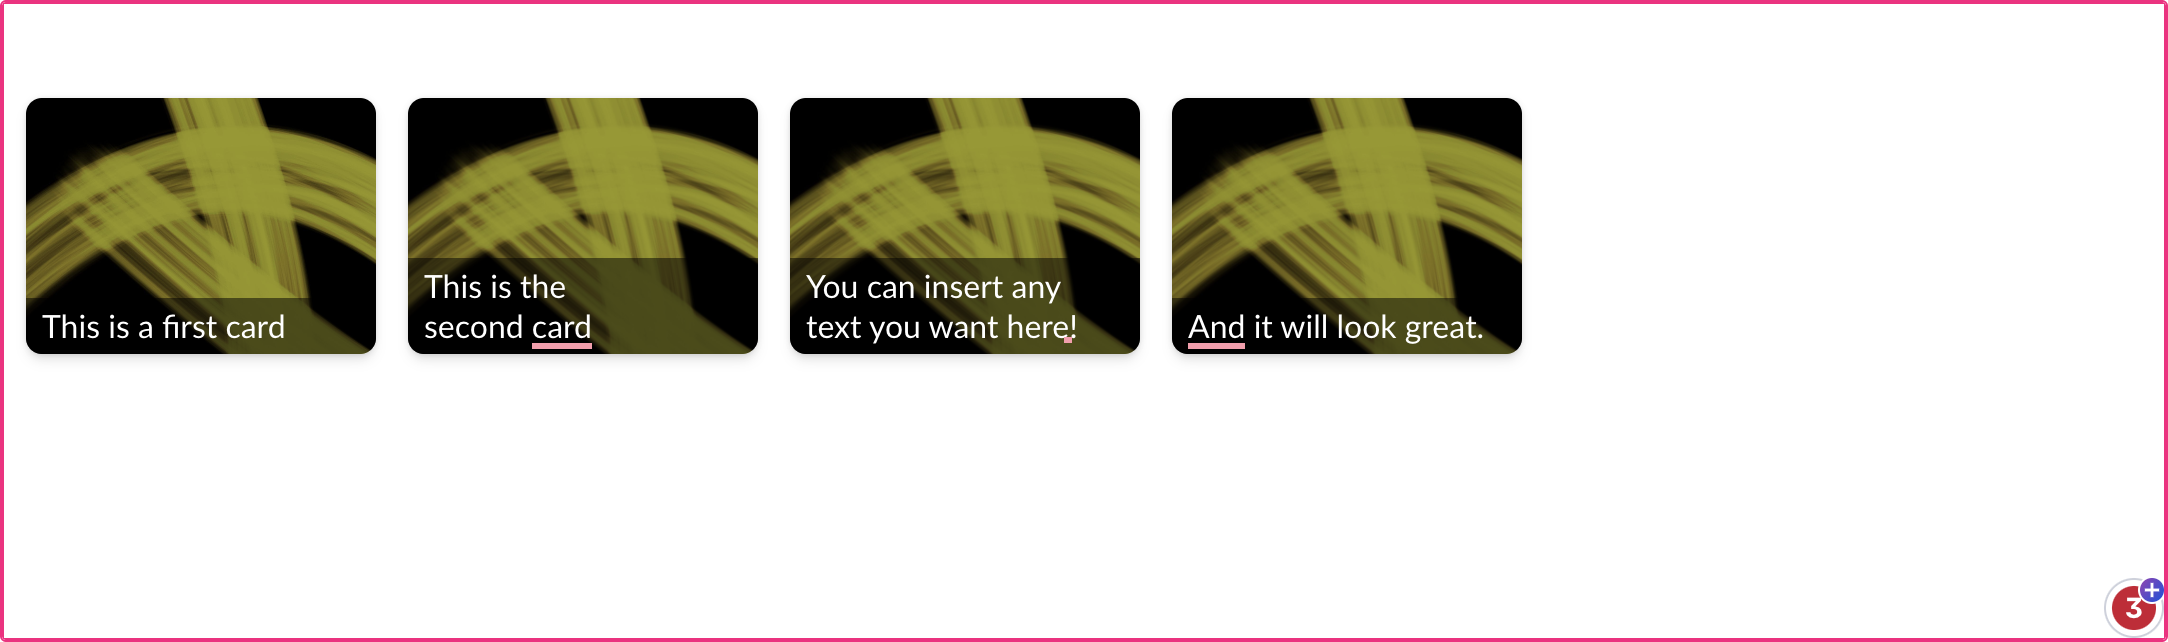 This is a first card
This is the
second card
You can insert any
text you want here!
And it will look great.
3